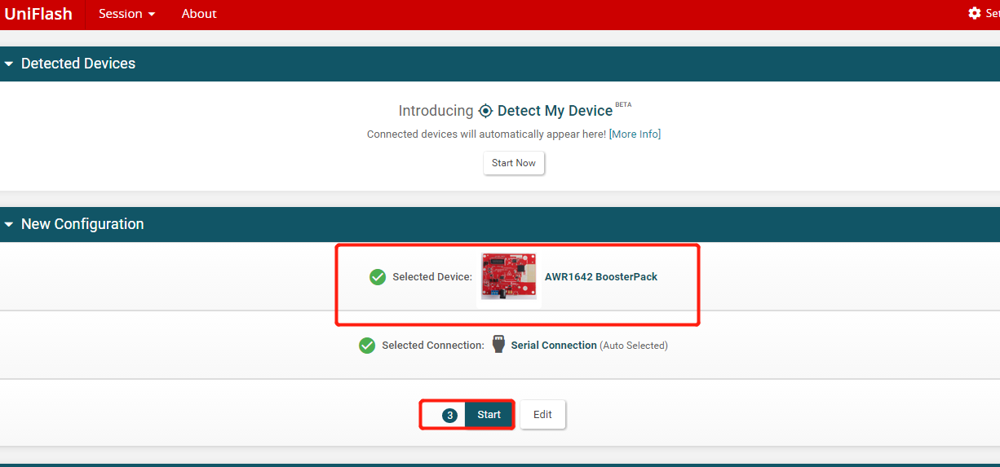 UniFlash Session About Set
Detected Devices
Introducing Detect My Device BETA
Connected devices will automatically appear here! [More Info]
Start Now
New Configuration
Selected Device: AWR1642 BoosterPack
Selected Connection: Serial Connection (Auto Selected)
3 Start Edit